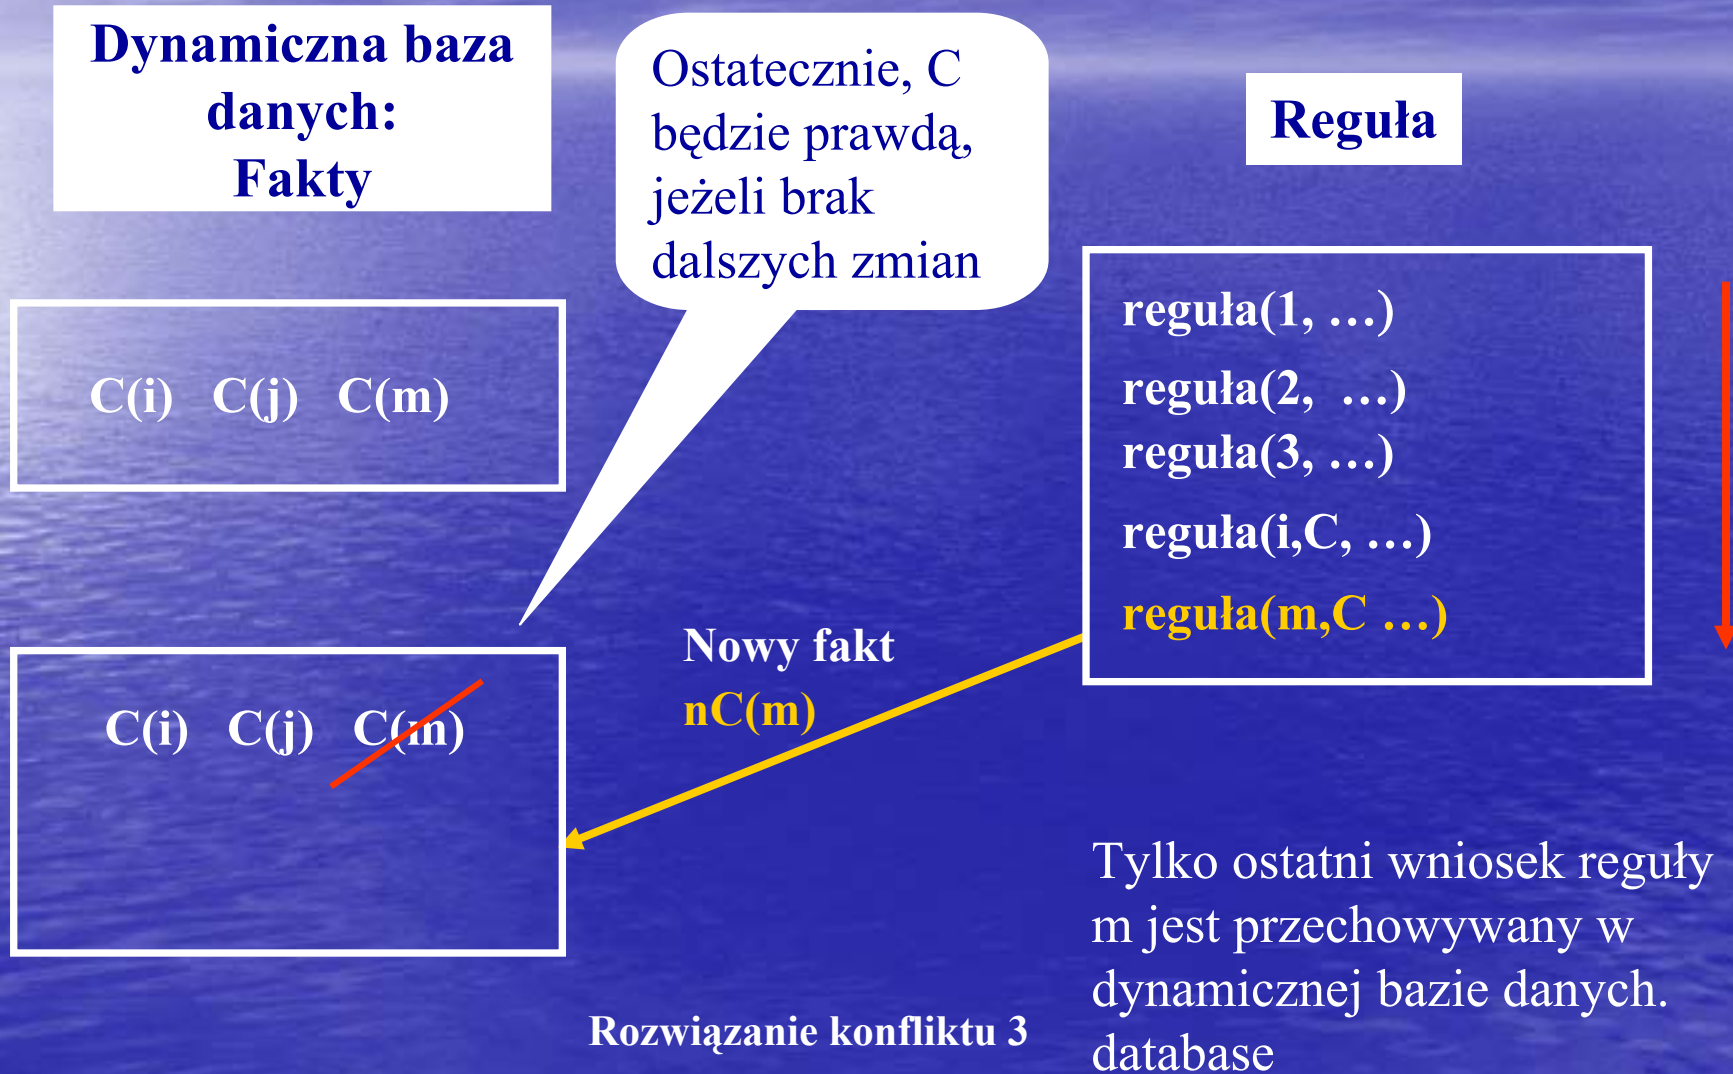 Dynamiczna baza
danych:
Fakty
Ostatecznie, C
będzie prawdą,
jeżeli brak
dalszych zmian
Reguła
C(i) C(j) C(m)
reguła(1, …)
reguła(2, …)
reguła(3, …)
reguła(i,C, …)
reguła(m,C …)
Nowy fakt
nC(m)
C(i) C(j) C(m)
Tylko ostatni wniosek reguły
m jest przechowywany w
dynamicznej bazie danych.
database
Rozwiązanie konfliktu 3